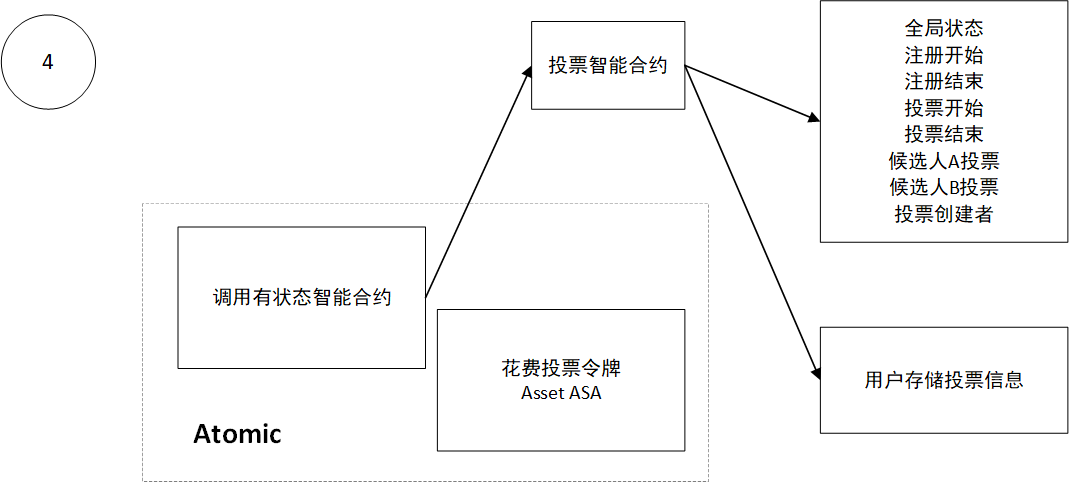 4
投票智能合约
全局状态
注册开始
注册结束
投票开始
投票结束
候选人A投票
候选人B投票
投票创建者
调用有状态智能合约
花费投票令牌
Asset ASA
Atomic
用户存储投票信息